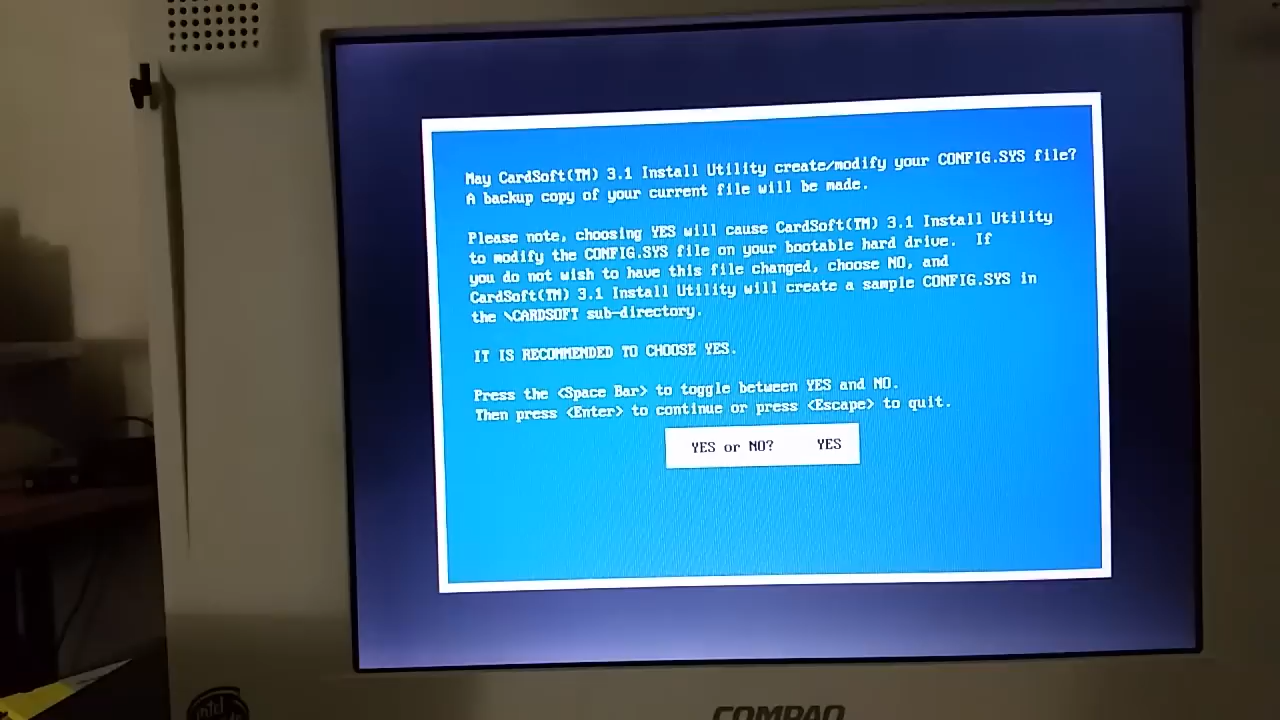 May CardSoft(TM) 3.1 Install Utility create/modify your CONFIG.SYS file?
A backup copy of your current file will be made.
Please note, choosing YES will cause CardSoft(TM) 3.1 Install Utility
to modify the CONFIG.SYS file on your bootable hard drive. If
you do not wish to have this file changed, choose NO, and
CardSoft(TM) 3.1 Install Utility will create a sample CONFIG.SYS in
the \CARDSOFT sub-directory.
IT IS RECOMMENDED TO CHOOSE YES.
Press the <Space Bar> to toggle between YES and NO.
Then press <Enter> to continue or press <Escape> to quit.
YES or NO? YES
intel
COMPAQ